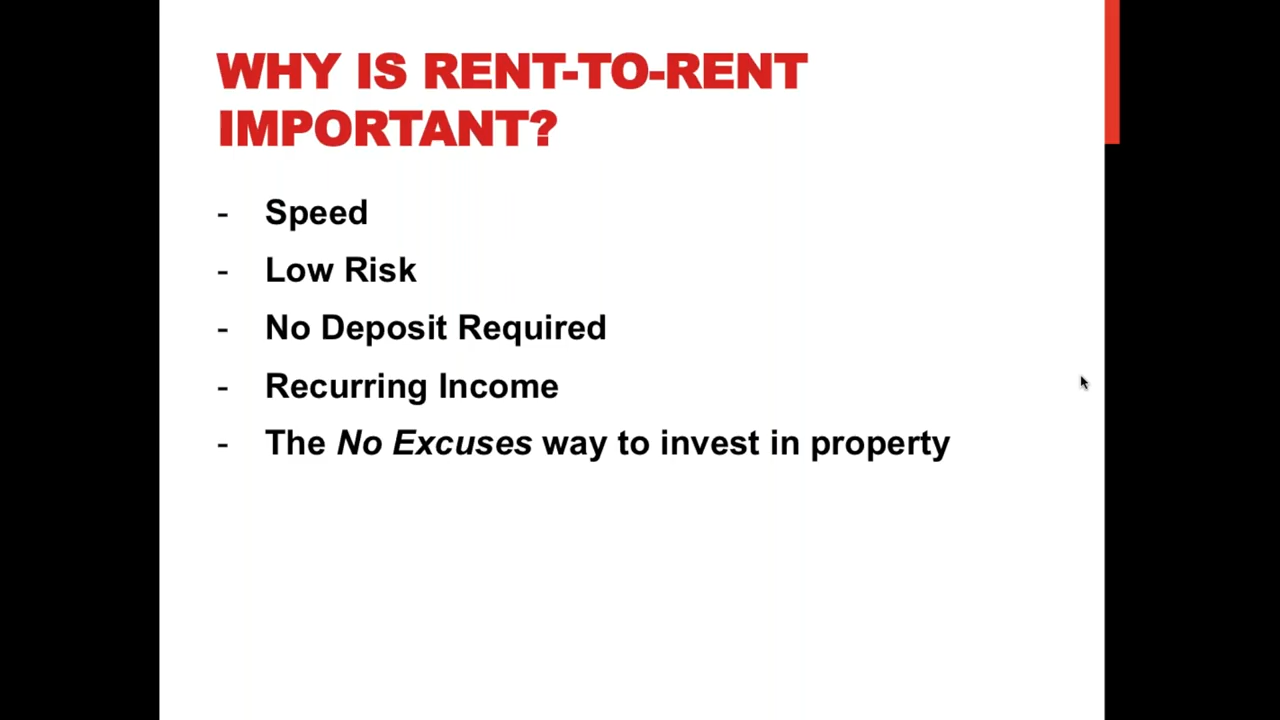 WHY IS RENT-TO-RENT
IMPORTANT?
- Speed
- Low Risk
- No Deposit Required
- Recurring Income
- The No Excuses way to invest in property